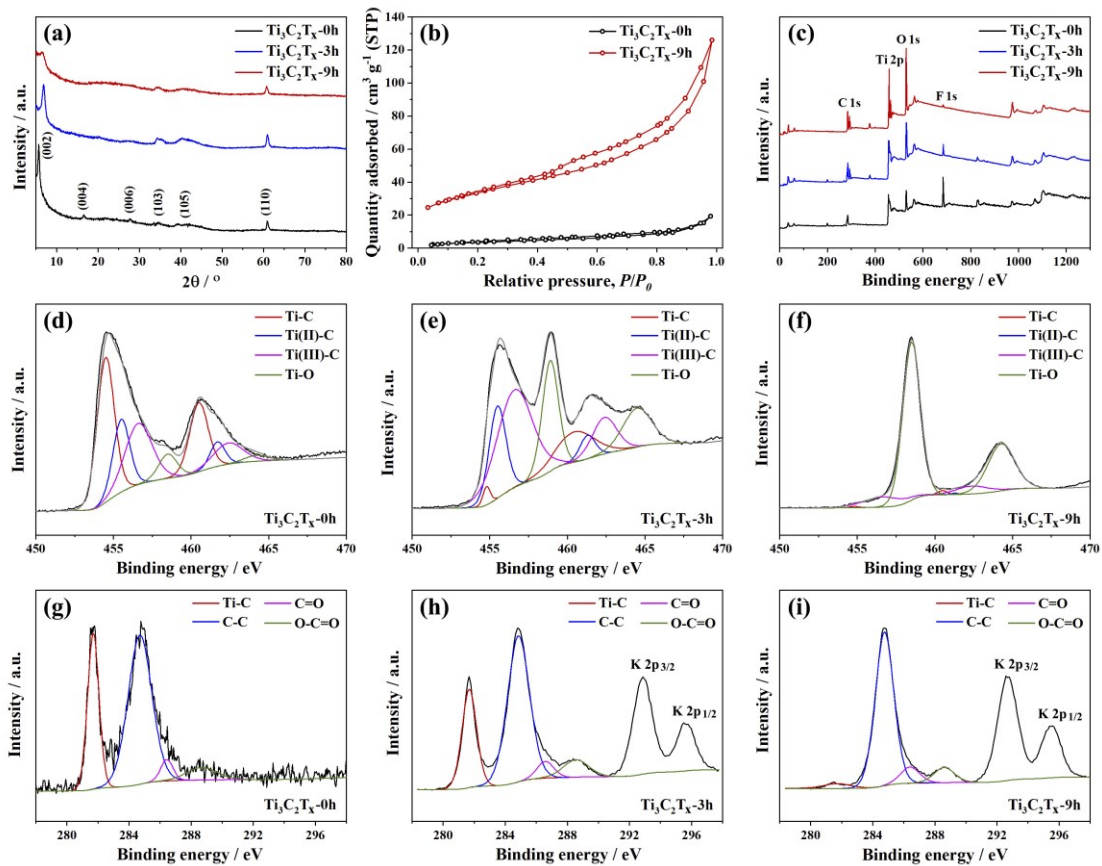 (a)
Ti₃C₂Tₓ-0h
Ti₃C₂Tₓ-3h
Ti₃C₂Tₓ-9h
Intensity / a.u.
(002)
(004)
(006)
(103)
(105)
(110)
10 20 30 40 50 60 70 80
2θ / °
(b)
Ti₃C₂Tₓ-0h
Ti₃C₂Tₓ-9h
Quantity adsorbed / cm³ g⁻¹ (STP)
140
120
100
80
60
40
20
0
0.0 0.2 0.4 0.6 0.8 1.0
Relative pressure, P/P₀
(c)
Ti₃C₂Tₓ-0h
Ti₃C₂Tₓ-3h
Ti₃C₂Tₓ-9h
O 1s
Ti 2p
C 1s
F 1s
Intensity / a.u.
0 200 400 600 800 1000 1200
Binding energy / eV
(d)
Ti-C
Ti(II)-C
Ti(III)-C
Ti-O
Intensity / a.u.
Ti₃C₂Tₓ-0h
450 455 460 465 470
Binding energy / eV
(e)
Ti-C
Ti(II)-C
Ti(III)-C
Ti-O
Intensity / a.u.
Ti₃C₂Tₓ-3h
450 455 460 465 470
Binding energy / eV
(f)
Ti-C
Ti(II)-C
Ti(III)-C
Ti-O
Intensity / a.u.
Ti₃C₂Tₓ-9h
450 455 460 465 470
Binding energy / eV
(g)
Ti-C C=O
C-C O-C=O
Intensity / a.u.
Ti₃C₂Tₓ-0h
280 284 288 292 296
Binding energy / eV
(h)
Ti-C C=O
C-C O-C=O
K 2p₃/₂
K 2p₁/₂
Intensity / a.u.
Ti₃C₂Tₓ-3h
280 284 288 292 296
Binding energy / eV
(i)
Ti-C C=O
C-C O-C=O
K 2p₃/₂
K 2p₁/₂
Intensity / a.u.
Ti₃C₂Tₓ-9h
280 284 288 292 296
Binding energy / eV